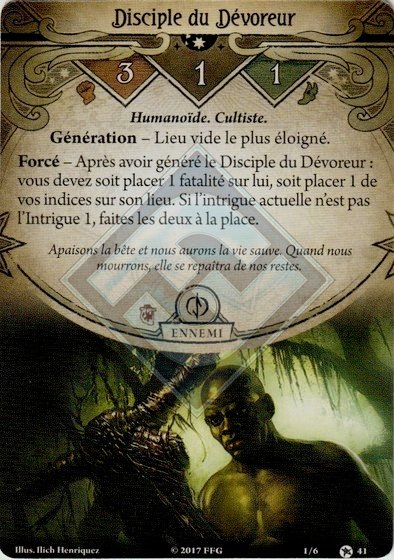 Disciple du Dévoreur
3 1 1
Humanoïde. Cultiste.
Génération – Lieu vide le plus éloigné.
Forcé – Après avoir généré le Disciple du Dévoreur :
vous devez soit placer 1 fatalité sur lui, soit placer 1 de
vos indices sur son lieu. Si l'intrigue actuelle n'est pas
l'Intrigue 1, faites les deux à la place.
Apaisons la bête et nous aurons la vie sauve. Quand nous
mourrons, elle se repaîtra de nos restes.
ENNEMI
Illus. Ilich Henriquez © 2017 FFG 1/6 41